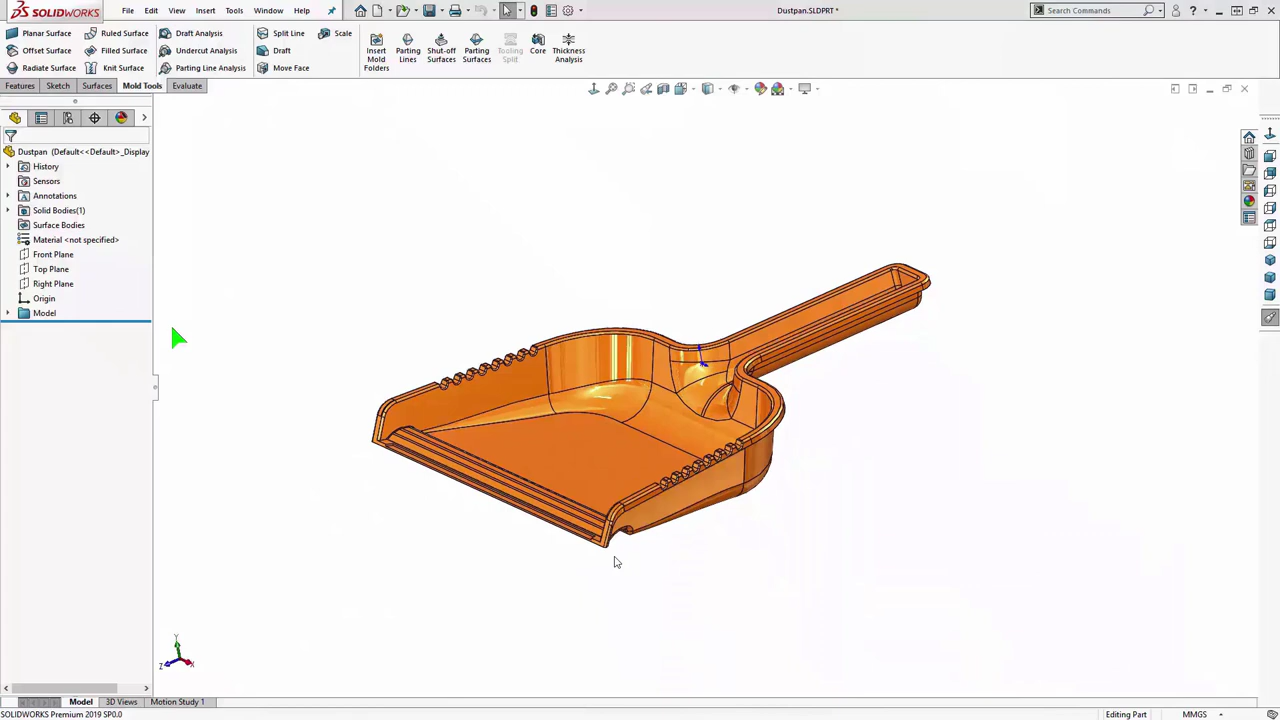 SOLIDWORKS File Edit View Insert Tools Window Help Dustpan.SLDPRT * Search Commands
Planar Surface Ruled Surface Draft Analysis Split Line Scale
Offset Surface Filled Surface Undercut Analysis Draft
Radiate Surface Knit Surface Parting Line Analysis Move Face
Insert Mold Folders Parting Lines Shut-off Surfaces Parting Surfaces Tooling Split Core Thickness Analysis
Features Sketch Surfaces Mold Tools Evaluate
Dustpan (Default<<Default>_Display
History
Sensors
Annotations
Solid Bodies(1)
Surface Bodies
Material <not specified>
Front Plane
Top Plane
Right Plane
Origin
Model
Y
Z X
Model 3D Views Motion Study 1
SOLIDWORKS Premium 2019 SP0.0 Editing Part MMGS